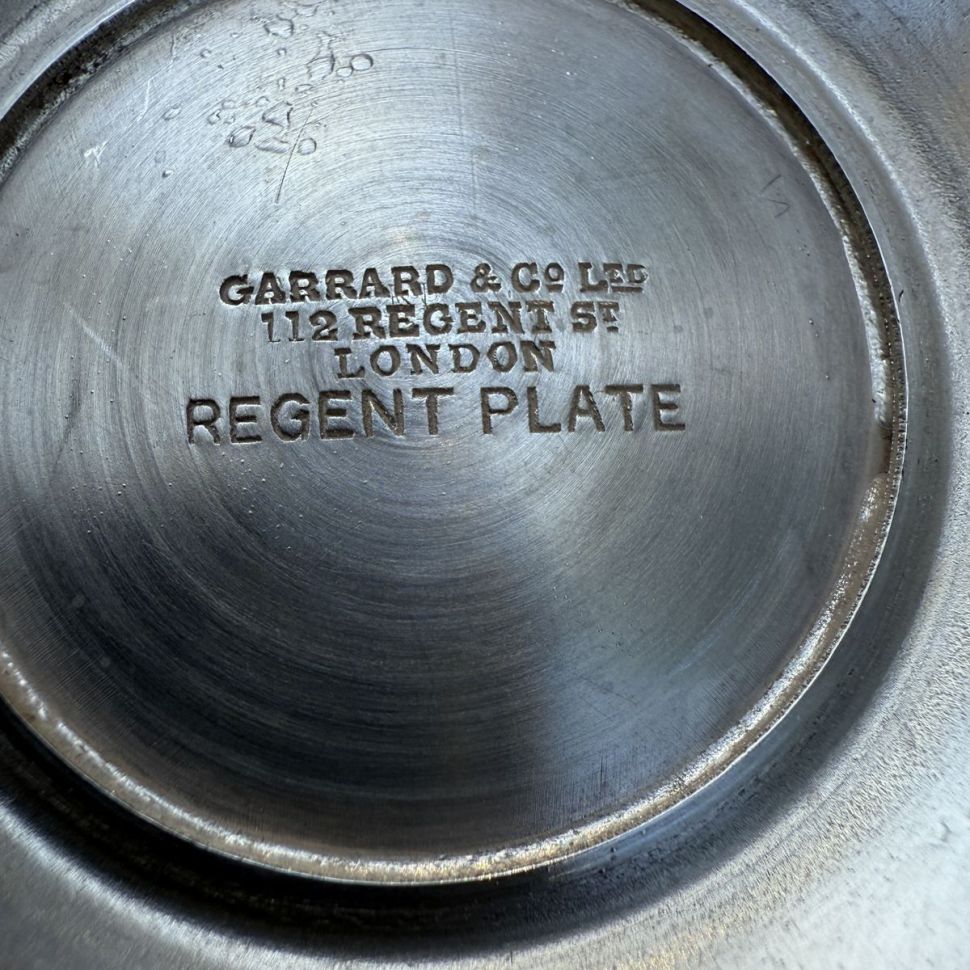 GARRARD & Cº LTD
112 REGENT ST
LONDON
REGENT PLATE